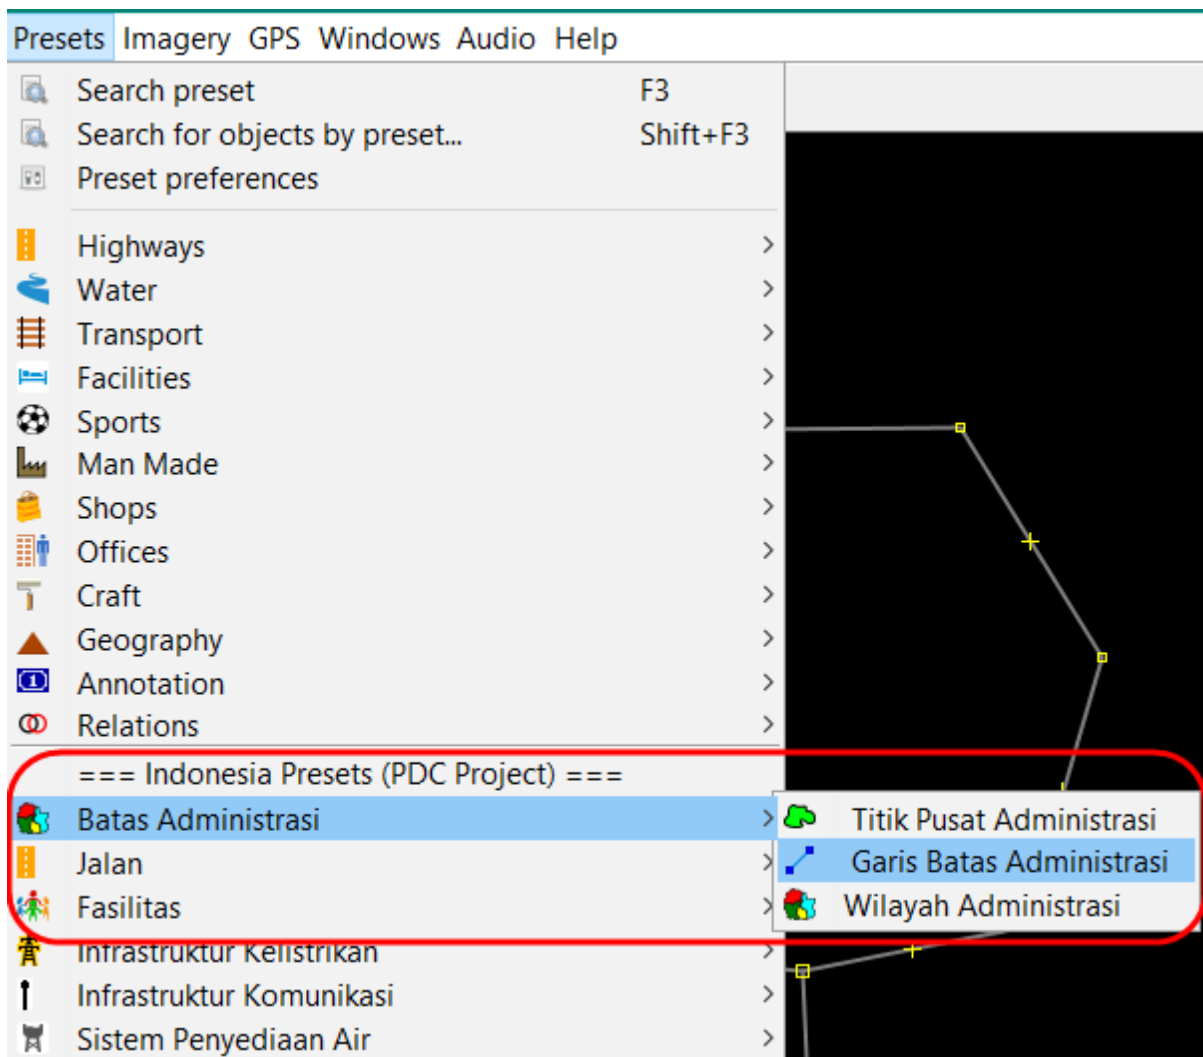 Presets Imagery GPS Windows Audio Help
Search preset F3
Search for objects by preset... Shift+F3
Preset preferences
Highways
Water
Transport
Facilities
Sports
Man Made
Shops
Offices
Craft
Geography
Annotation
Relations
=== Indonesia Presets (PDC Project) ===
Batas Administrasi
Titik Pusat Administrasi
Jalan
Garis Batas Administrasi
Fasilitas
Wilayah Administrasi
Infrastruktur Kelistrikan
Infrastruktur Komunikasi
Sistem Penyediaan Air